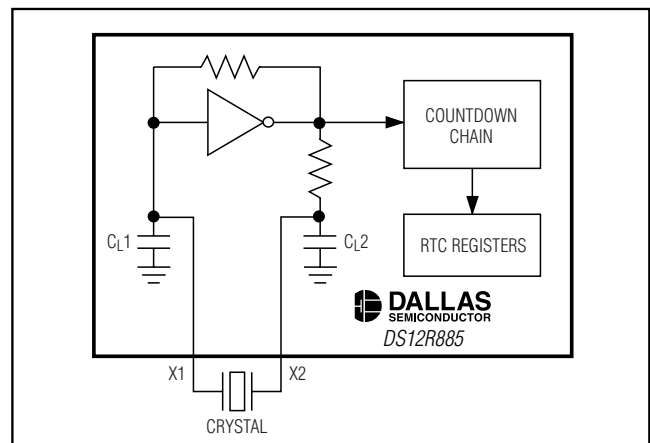 COUNTDOWN
CHAIN
CL1
CL2
RTC REGISTERS
DALLAS
SEMICONDUCTOR
DS12R885
X1
X2
CRYSTAL